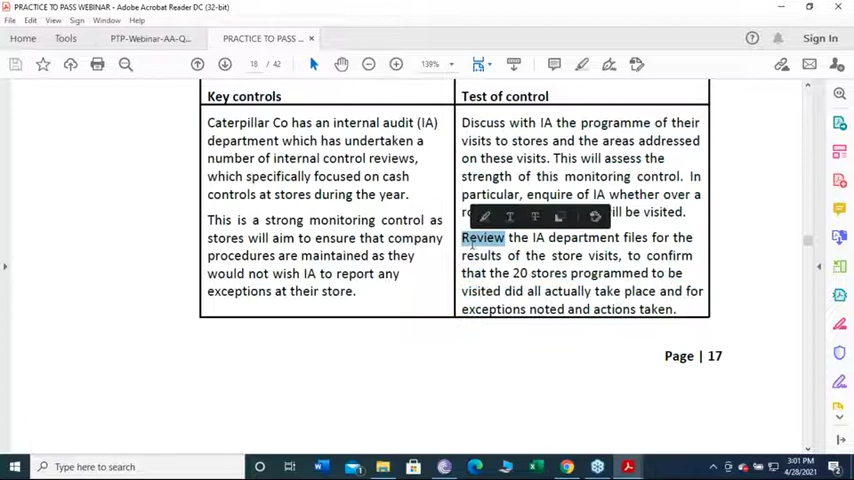 PRACTICE TO PASS WEBINAR - Adobe Acrobat Reader DC (32-bit)
File Edit View Sign Window Help
Home Tools PTP-Webinar-AA-Q... PRACTICE TO PASS ... × Sign In
18 / 42 139%
Key controls
Caterpillar Co has an internal audit (IA)
department which has undertaken a
number of internal control reviews,
which specifically focused on cash
controls at stores during the year.
This is a strong monitoring control as
stores will aim to ensure that company
procedures are maintained as they
would not wish IA to report any
exceptions at their store.
Test of control
Discuss with IA the programme of their
visits to stores and the areas addressed
on these visits. This will assess the
strength of this monitoring control. In
particular, enquire of IA whether over a
will be visited.
Review the IA department files for the
results of the store visits, to confirm
that the 20 stores programmed to be
visited did all actually take place and for
exceptions noted and actions taken.
Page | 17
Type here to search
3:01 PM
4/28/2021